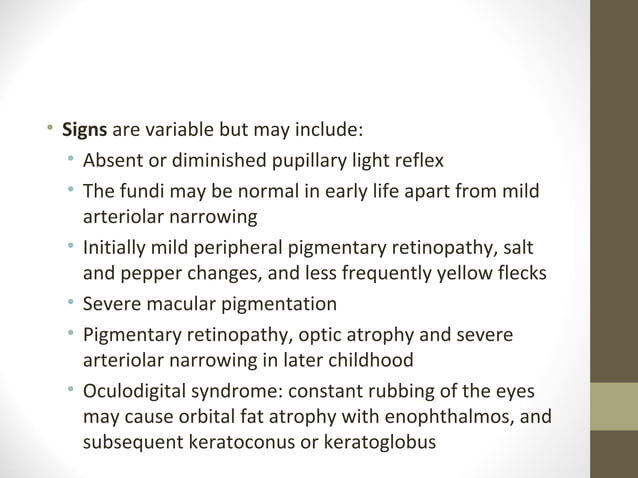 • Signs are variable but may include:
• Absent or diminished pupillary light reflex
• The fundi may be normal in early life apart from mild
arteriolar narrowing
• Initially mild peripheral pigmentary retinopathy, salt
and pepper changes, and less frequently yellow flecks
• Severe macular pigmentation
• Pigmentary retinopathy, optic atrophy and severe
arteriolar narrowing in later childhood
• Oculodigital syndrome: constant rubbing of the eyes
may cause orbital fat atrophy with enophthalmos, and
subsequent keratoconus or keratoglobus